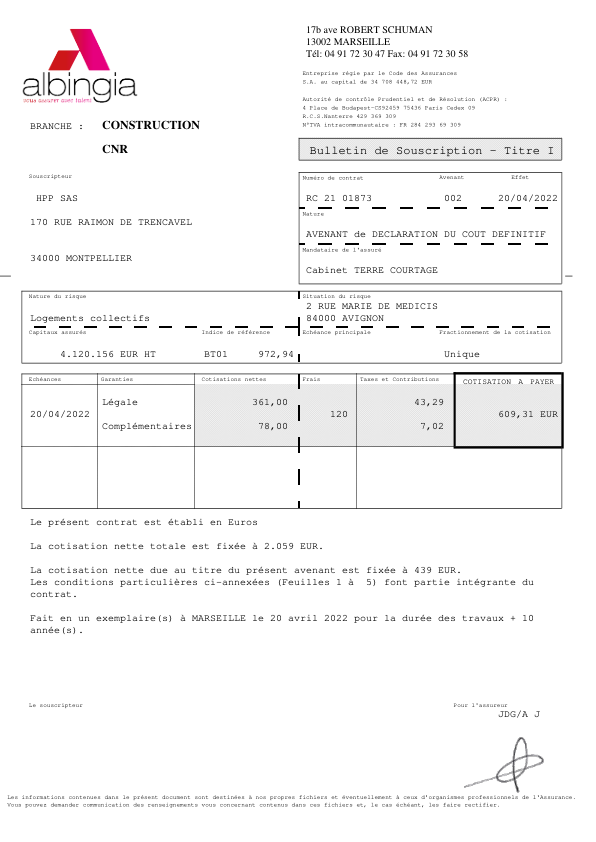 17b ave ROBERT SCHUMAN
13002 MARSEILLE
Tél: 04 91 72 30 47 Fax: 04 91 72 30 58
albingia
vous assurer avec talent
Entreprise régie par le Code des Assurances
S.A. au capital de 34 708 448,72 EUR
Autorité de contrôle Prudentiel et de Résolution (ACPR) :
4 Place de Budapest-CS92459 75436 Paris Cedex 09
R.C.S.Nanterre 429 369 309
N°TVA intracommunautaire : FR 284 293 69 309
BRANCHE : CONSTRUCTION
CNR
Bulletin de Souscription - Titre I
Souscripteur
HPP SAS
170 RUE RAIMON DE TRENCAVEL
34000 MONTPELLIER
Numéro de contrat Avenant Effet
RC 21 01873 002 20/04/2022
Nature
AVENANT de DECLARATION DU COUT DEFINITIF
Mandataire de l'assuré
Cabinet TERRE COURTAGE
Nature du risque Situation du risque
2 RUE MARIE DE MEDICIS
Logements collectifs 84000 AVIGNON
Capitaux assurés Indice de référence Echéance principale Fractionnement de la cotisation
4.120.156 EUR HT BT01 972,94 Unique
Echéances Garanties Cotisations nettes Frais Taxes et Contributions COTISATION A PAYER
Légale 361,00 43,29
20/04/2022 120 609,31 EUR
Complémentaires 78,00 7,02
Le présent contrat est établi en Euros
La cotisation nette totale est fixée à 2.059 EUR.
La cotisation nette due au titre du présent avenant est fixée à 439 EUR.
Les conditions particulières ci-annexées (Feuilles 1 à 5) font partie intégrante du
contrat.
Fait en un exemplaire(s) à MARSEILLE le 20 avril 2022 pour la durée des travaux + 10
année(s).
Le souscripteur Pour l'assureur
JDG/A J
Les informations contenues dans le présent document sont destinées à nos propres fichiers et éventuellement à ceux d'organismes professionnels de l'Assurance.
Vous pouvez demander communication des renseignements vous concernant contenus dans ces fichiers et, le cas échéant, les faire rectifier.